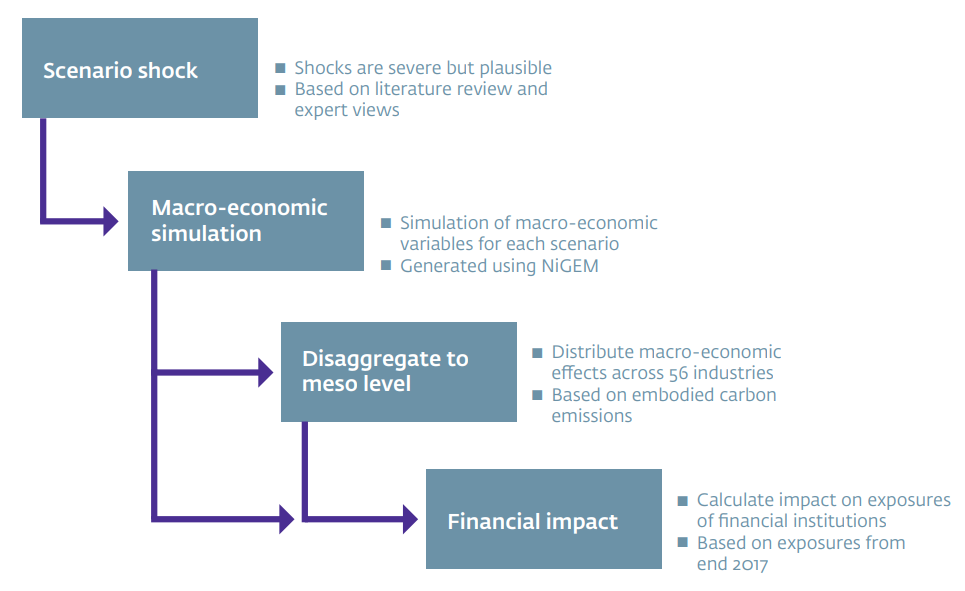 Scenario shock
■ Shocks are severe but plausible
■ Based on literature review and
expert views
Macro-economic
simulation
■ Simulation of macro-economic
variables for each scenario
■ Generated using NiGEM
Disaggregate to
meso level
■ Distribute macro-economic
effects across 56 industries
■ Based on embodied carbon
emissions
Financial impact
■ Calculate impact on exposures
of financial institutions
■ Based on exposures from
end 2017